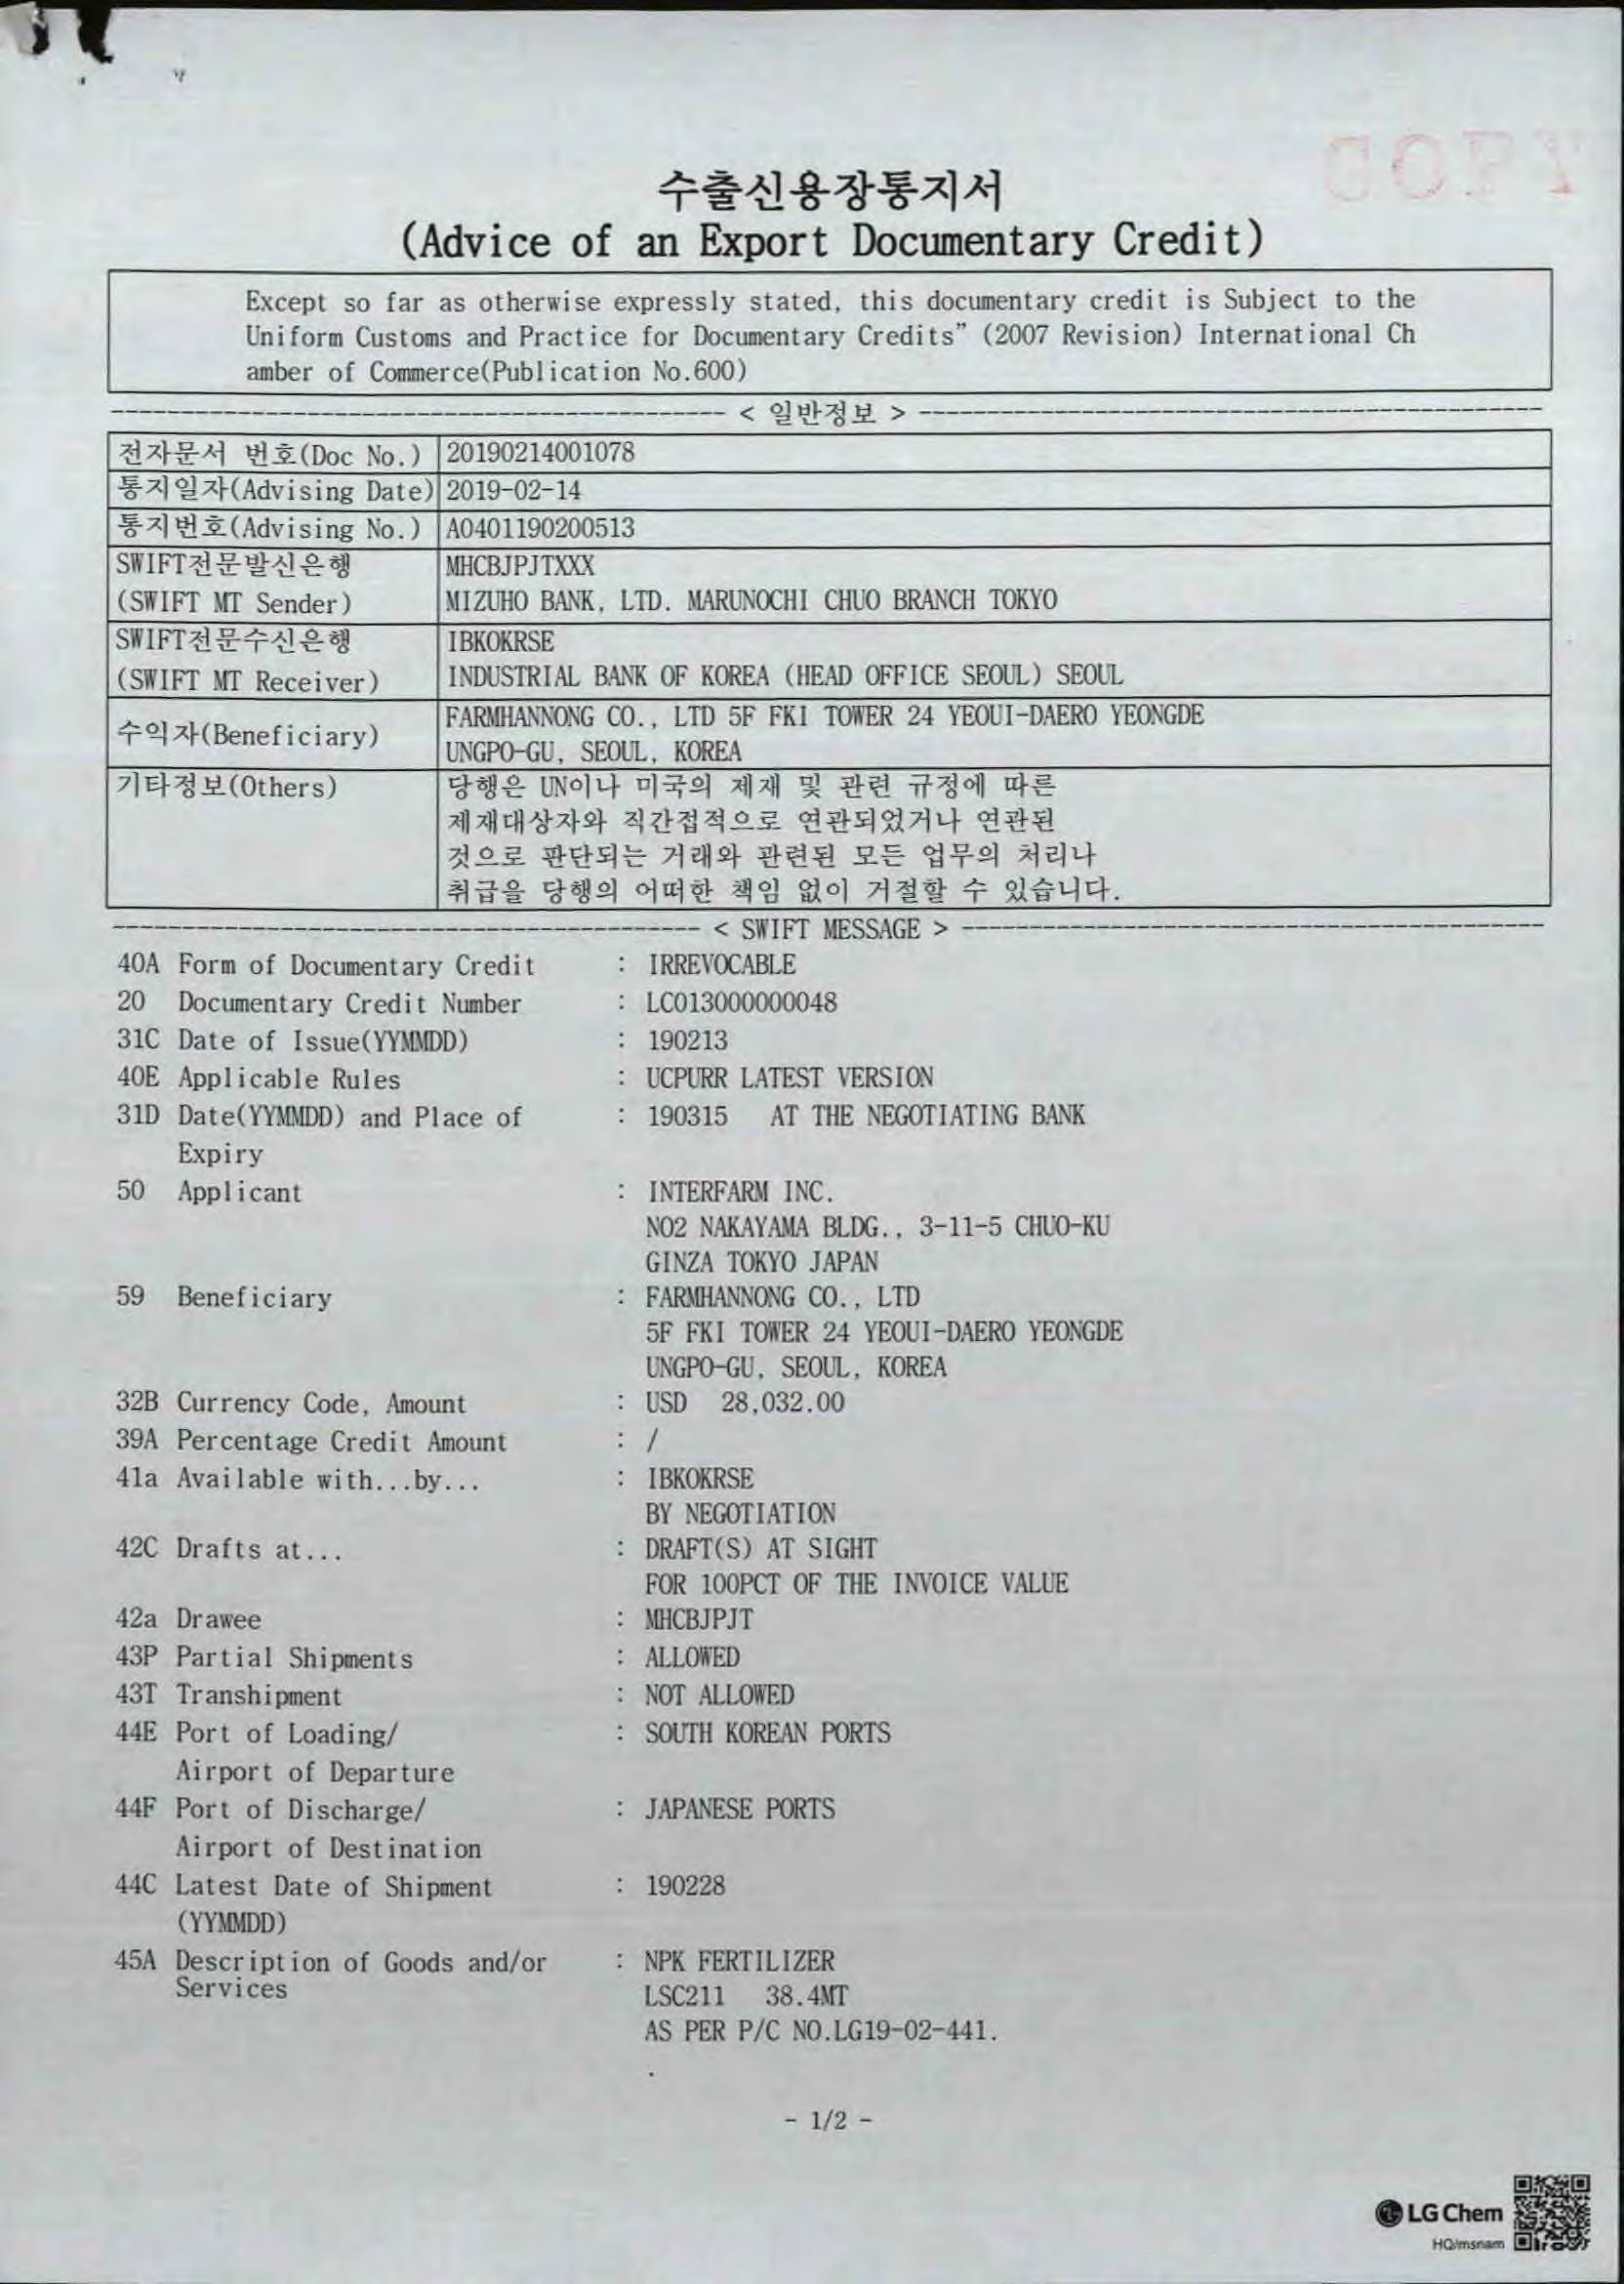 COPY
수출신용장통지서
(Advice of an Export Documentary Credit)
Except so far as otherwise expressly stated, this documentary credit is Subject to the
Uniform Customs and Practice for Documentary Credits” (2007 Revision) International Ch
amber of Commerce(Publication No.600)
< 일반정보 >
전자문서 번호(Doc No.) 20190214001078
통지일자(Advising Date) 2019-02-14
통지번호(Advising No.) A0401190200513
SWIFT전문발신은행 MHCBJPJTXXX
(SWIFT MT Sender) MIZUHO BANK, LTD. MARUNOCHI CHUO BRANCH TOKYO
SWIFT전문수신은행 IBKOKRSE
(SWIFT MT Receiver) INDUSTRIAL BANK OF KOREA (HEAD OFFICE SEOUL) SEOUL
수익자(Beneficiary) FARMHANNONG CO., LTD 5F FKI TOWER 24 YEOUI-DAERO YEONGDE
UNGPO-GU, SEOUL, KOREA
기타정보(Others) 당행은 UN이나 미국의 제재 및 관련 규정에 따른
제재대상자와 직간접적으로 연관되었거나 연관된
것으로 판단되는 거래와 관련된 모든 업무의 처리나
취급을 당행의 어떠한 책임 없이 거절할 수 있습니다.
< SWIFT MESSAGE >
40A Form of Documentary Credit : IRREVOCABLE
20 Documentary Credit Number : LC013000000048
31C Date of Issue(YYMMDD) : 190213
40E Applicable Rules : UCPURR LATEST VERSION
31D Date(YYMMDD) and Place of : 190315 AT THE NEGOTIATING BANK
Expiry
50 Applicant : INTERFARM INC.
NO2 NAKAYAMA BLDG., 3-11-5 CHUO-KU
GINZA TOKYO JAPAN
59 Beneficiary : FARMHANNONG CO., LTD
5F FKI TOWER 24 YEOUI-DAERO YEONGDE
UNGPO-GU, SEOUL, KOREA
32B Currency Code, Amount : USD 28,032.00
39A Percentage Credit Amount : /
41a Available with...by... : IBKOKRSE
BY NEGOTIATION
42C Drafts at... : DRAFT(S) AT SIGHT
FOR 100PCT OF THE INVOICE VALUE
42a Drawee : MHCBJPJT
43P Partial Shipments : ALLOWED
43T Transhipment : NOT ALLOWED
44E Port of Loading/ : SOUTH KOREAN PORTS
Airport of Departure
44F Port of Discharge/ : JAPANESE PORTS
Airport of Destination
44C Latest Date of Shipment : 190228
(YYMMDD)
45A Description of Goods and/or : NPK FERTILIZER
Services
LSC211 38.4MT
AS PER P/C NO.LG19-02-441.
.
- 1/2 -
LG Chem
HQ/msnam